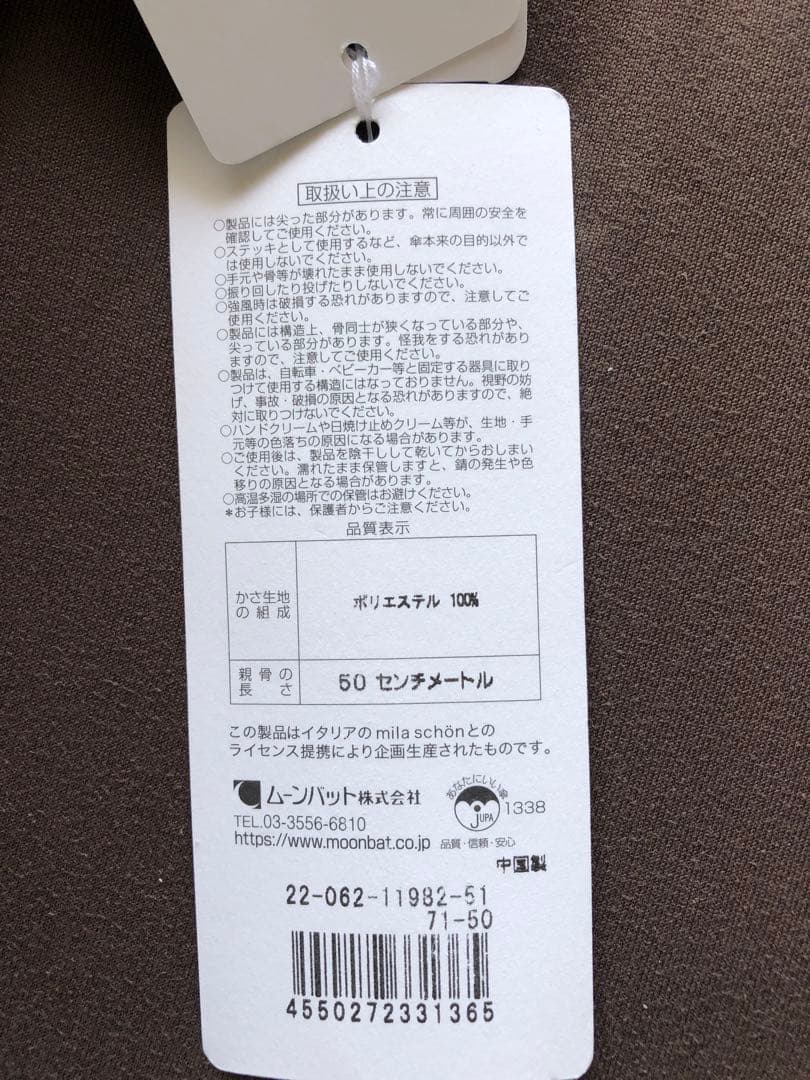 取扱い上の注意
○製品には尖った部分があります。常に周囲の安全を
確認してご使用ください。
○ステッキとして使用するなど、傘本来の目的以外で
は使用しないでください。
○手元や骨等が壊れたまま使用しないでください。
○振り回したり投げたりしないでください。
○強風時は破損する恐れがありますので、注意してご
使用ください。
○製品には構造上、骨同士が狭くなっている部分や、
尖っている部分があります。怪我をする恐れがあり
ますので、注意してご使用ください。
○製品は、自転車・ベビーカー等と固定する器具に取り
つけて使用する構造にはなっておりません。視野の妨
げ、事故・破損の原因となる恐れがありますので、絶
対に取りつけないでください。
○ハンドクリームや日焼け止めクリーム等が、生地・手
元等の色落ちの原因になる場合があります。
○ご使用後は、製品を陰干しして乾いてからおしまい
ください。濡れたまま保管しますと、錆の発生や色
移りの原因となる場合があります。
○高温多湿の場所での保管はお避けください。
*お子様には、保護者からご注意ください。
品質表示
かさ生地
の組成
ポリエステル 100%
親骨の
長さ
50 センチメートル
この製品はイタリアのmila schönとの
ライセンス提携により企画生産されたものです。
ムーンバット株式会社
TEL.03-3556-6810
https://www.moonbat.co.jp
あなたにいい傘
JUPA
1338
品質・信頼・安心
中国製
22-062-11982-51
71-50
4550272331365